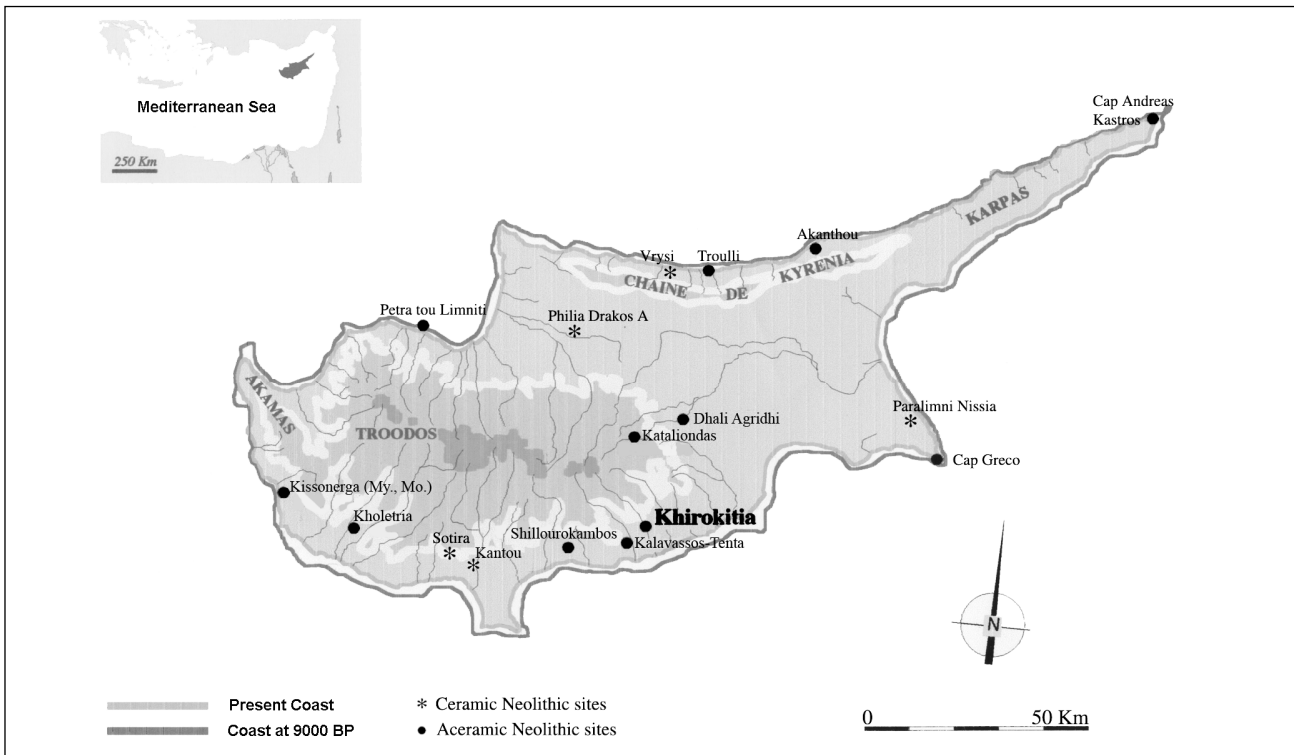 Mediterranean Sea
250 Km
Cap Andreas
Kastros
KARPAS
Akanthou
Vrysi
Troulli
CHAINE DE KYRENIA
Petra tou Limniti
Philia Drakos A
AKAMAS
TROODOS
Paralimni Nissia
Dhali Agridhi
Kataliondas
Cap Greco
Kissonerga (My., Mo.)
Kholetria
Khirokitia
Sotira
Shillourokambos
Kantou
Kalavassos-Tenta
N
Present Coast
* Ceramic Neolithic sites
Coast at 9000 BP
• Aceramic Neolithic sites
0 50 Km